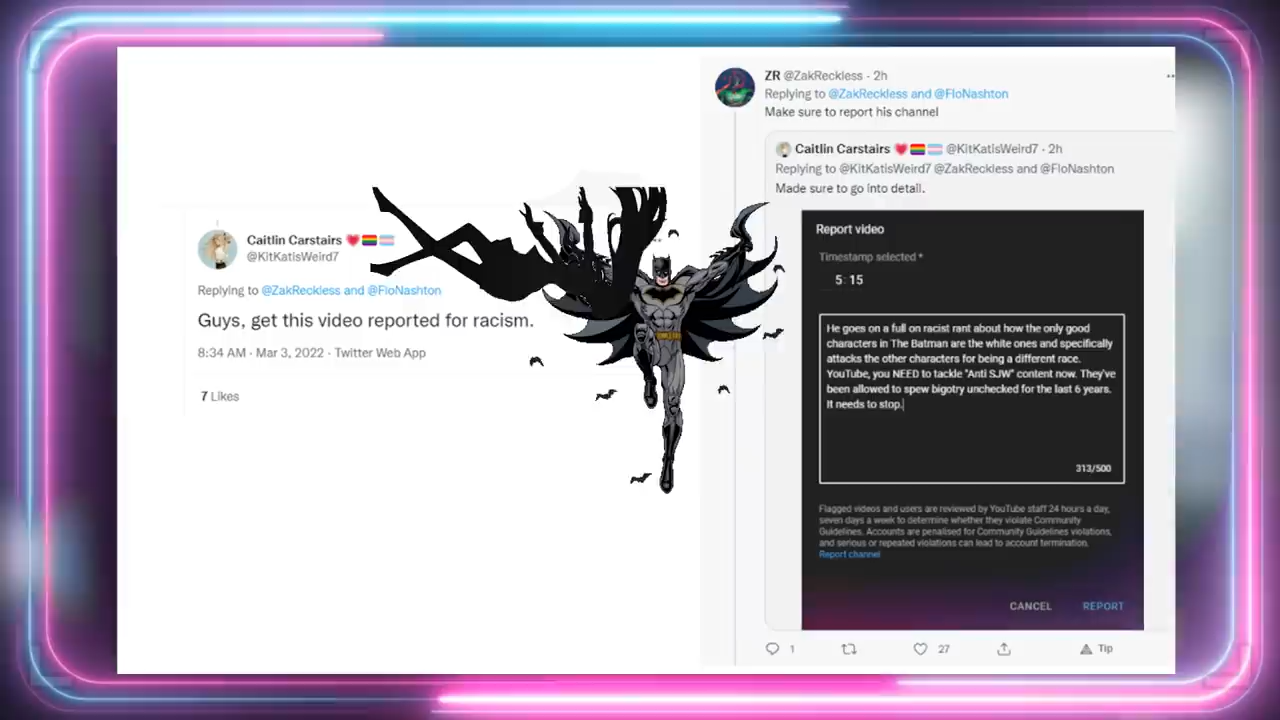 Caitlin Carstairs
@KitKatisWeird7
Replying to @ZakReckless and @FloNashton
Guys, get this video reported for racism.
8:34 AM · Mar 3, 2022 · Twitter Web App
7 Likes
ZR @ZakReckless · 2h
Replying to @ZakReckless and @FloNashton
Make sure to report his channel
Caitlin Carstairs @KitKatisWeird7 · 2h
Replying to @KitKatisWeird7 @ZakReckless and @FloNashton
Made sure to go into detail.
Report video
Timestamp selected *
5:15
He goes on a full on racist rant about how the only good
characters in The Batman are the white ones and specifically
attacks the other characters for being a different race.
YouTube, you NEED to tackle "Anti SJW" content now. They've
been allowed to spew bigotry unchecked for the last 6 years.
It needs to stop.
313/500
Flagged videos and users are reviewed by YouTube staff 24 hours a day,
seven days a week to determine whether they violate Community
Guidelines. Accounts are penalised for Community Guidelines violations,
and serious or repeated violations can lead to account termination.
Report channel
CANCEL REPORT
1 27 Tip